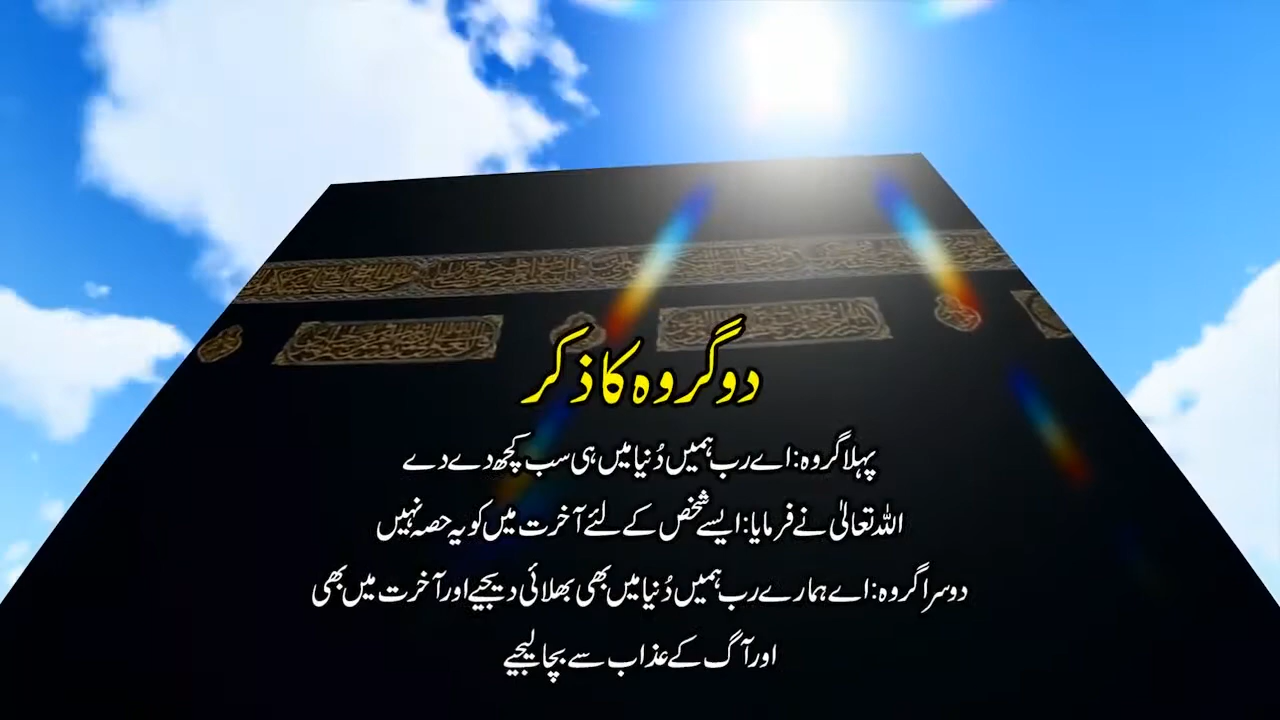 دو گروہ کا ذکر
پہلا گروہ: اے رب ہمیں دُنیا میں ہی سب کچھ دے دے
اللہ تعالیٰ نے فرمایا: ایسے شخص کے لئے آخرت میں کو یہ حصہ نہیں
دوسرا گروہ: اے ہمارے رب ہمیں دُنیا میں بھی بھلائی دیجیے اور آخرت میں بھی
اور آگ کے عذاب سے بچا لیجیے